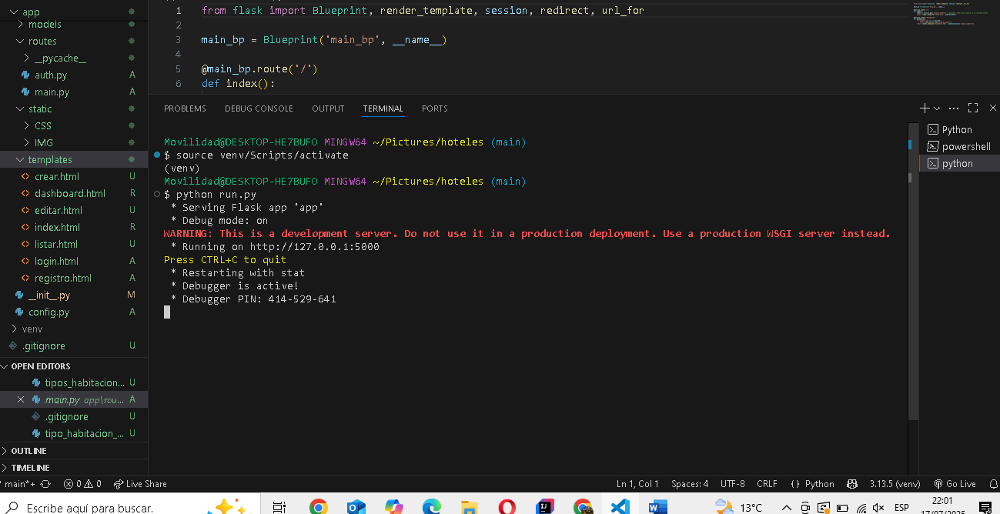 app
models
routes
__pycache__
auth.py A
main.py A
static
CSS
IMG
templates
crear.html U
dashboard.html R
editar.html U
index.html R
listar.html U
login.html A
registro.html A
__init__.py M
config.py A
venv
.gitignore U
OPEN EDITORS
tipos_habitacion... U
main.py app\rou... A
.gitignore U
tipo_habitacion_... U
OUTLINE
TIMELINE
1 from flask import Blueprint, render_template, session, redirect, url_for
2
3 main_bp = Blueprint('main_bp', __name__)
4
5 @main_bp.route('/')
6 def index():
PROBLEMS DEBUG CONSOLE OUTPUT TERMINAL PORTS
Movilidad@DESKTOP-HE7BUFO MINGW64 ~/Pictures/hoteles (main)
$ source venv/Scripts/activate
(venv)
Movilidad@DESKTOP-HE7BUFO MINGW64 ~/Pictures/hoteles (main)
$ python run.py
* Serving Flask app 'app'
* Debug mode: on
WARNING: This is a development server. Do not use it in a production deployment. Use a production WSGI server instead.
* Running on http://127.0.0.1:5000
Press CTRL+C to quit
* Restarting with stat
* Debugger is active!
* Debugger PIN: 414-529-641
Python
powershell
python
main*+ 0 0 Live Share Ln 1, Col 1 Spaces: 4 UTF-8 CRLF {} Python 3.13.5 (venv) Go Live
Escribe aquí para buscar. 13°C ESP 22:01
17/07/2025